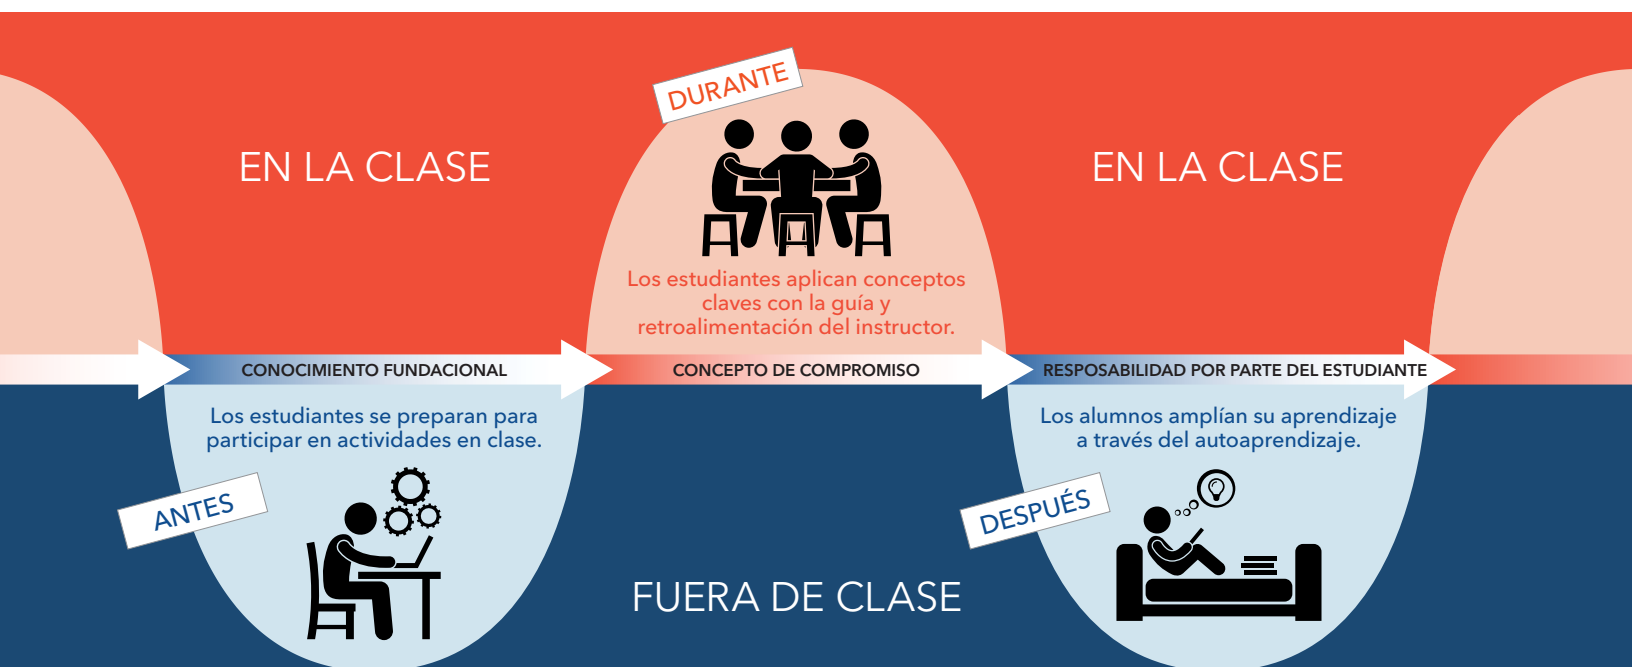 DURANTE
EN LA CLASE
EN LA CLASE
Los estudiantes aplican conceptos
claves con la guía y
retroalimentación del instructor.
CONOCIMIENTO FUNDACIONAL
CONCEPTO DE COMPROMISO
RESPOSABILIDAD POR PARTE DEL ESTUDIANTE
Los estudiantes se preparan para
participar en actividades en clase.
Los alumnos amplían su aprendizaje
a través del autoaprendizaje.
ANTES
DESPUÉS
FUERA DE CLASE